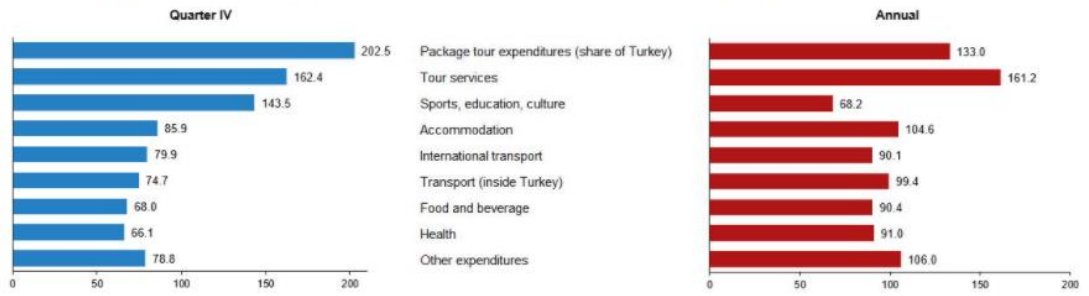 Quarter IV
Annual
202.5 Package tour expenditures (share of Turkey) 133.0
162.4 Tour services 161.2
143.5 Sports, education, culture 68.2
85.9 Accommodation 104.6
79.9 International transport 90.1
74.7 Transport (inside Turkey) 99.4
68.0 Food and beverage 90.4
66.1 Health 91.0
78.8 Other expenditures 106.0
0 50 100 150 200
0 50 100 150 200